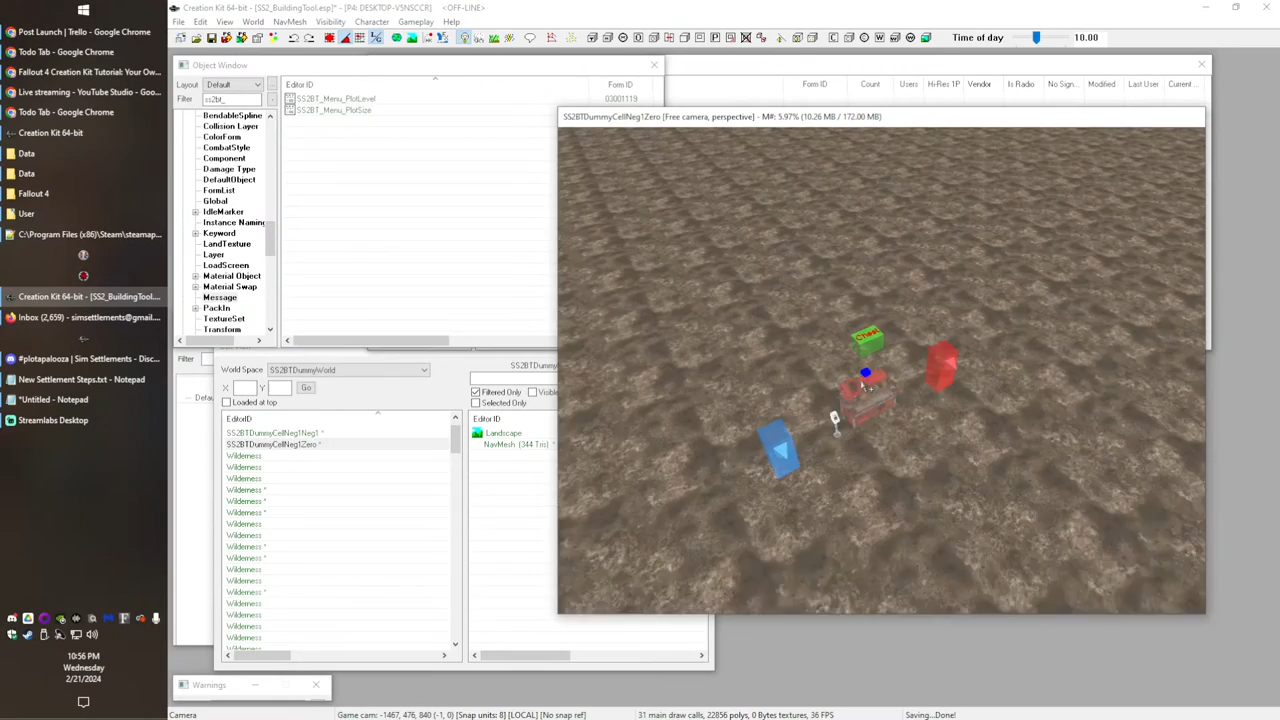 Creation Kit 64-bit - [SS2_BuildingTool.esp]* - [P4: DESKTOP-V5NSCCR] <OFF-LINE>
File Edit View World NavMesh Visibility Character Gameplay Help
Time of day 10.00
Post Launch | Trello - Google Chrome
Todo Tab - Google Chrome
Fallout 4 Creation Kit Tutorial: Your Ow...
Live streaming - YouTube Studio - Goo...
Todo Tab - Google Chrome
Creation Kit 64-bit
Data
Data
Fallout 4
User
C:\Program Files (x86)\Steam\steamap...
Creation Kit 64-bit - [SS2_BuildingTool....
Inbox (2,659) - simsettlements@gmail....
#plotapalooza | Sim Settlements - Disc...
New Settlement Steps.txt - Notepad
*Untitled - Notepad
Streamlabs Desktop
10:56 PM
Wednesday
2/21/2024
Object Window
Layout Default
Filter ss2bt_
BendableSpline
Collision Layer
ColorForm
CombatStyle
Component
Damage Type
DefaultObject
FormList
Global
IdleMarker
Instance Naming
Keyword
LandTexture
Layer
LoadScreen
Material Object
Material Swap
Message
PackIn
TextureSet
Transform
Editor ID Form ID
SS2BT_Menu_PlotLevel 03001119
SS2BT_Menu_PlotSize
Form ID Count Users Hi-Res 1P Vendor Is Radio No Sign... Modified Last User Current ...
SS2BTDummyCellNeg1Zero [Free camera, perspective] - M#: 5.97% (10.26 MB / 172.00 MB)
Chest
Filter
Defau
World Space SS2BTDummyWorld
X Y Go
Loaded at top
EditorID
SS2BTDummyCellNeg1Neg1 *
SS2BTDummyCellNeg1Zero *
Wilderness
Wilderness
Wilderness
Wilderness *
Wilderness *
Wilderness *
Wilderness
Wilderness
Wilderness *
Wilderness *
Wilderness
Wilderness
Wilderness *
Wilderness
Wilderness
Wilderness
Wilderness
Wilderness
SS2BTDumm
Filtered Only Visible
Selected Only
Editor ID
Landscape
NavMesh (344 Tris) *
Warnings
Camera Game cam: -1467, 476, 840 (-1, 0) [Snap units: 8] [LOCAL] [No snap ref] 31 main draw calls, 22856 polys, 0 Bytes textures, 36 FPS Saving...Done!